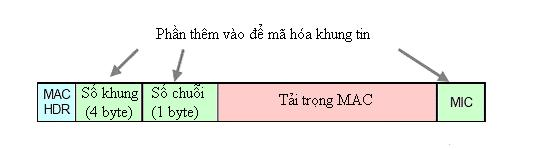 Phần thêm vào để mã hóa khung tin
MAC
HDR
Số khung
(4 byte)
Số chuỗi
(1 byte)
Tải trọng MAC
MIC